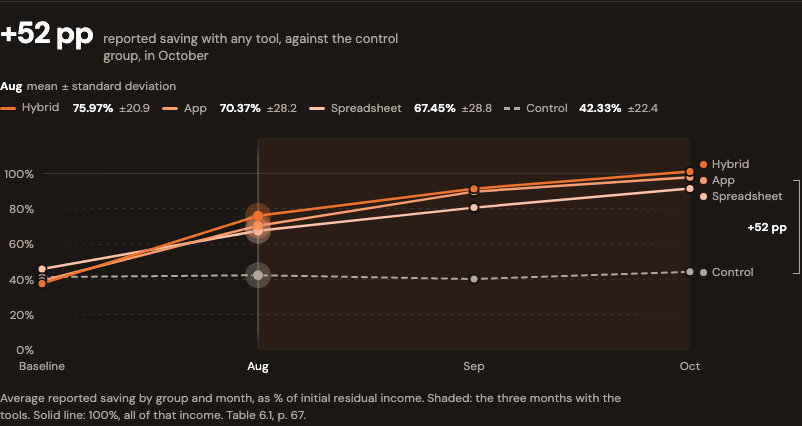 +52 pp reported saving with any tool, against the control
group, in October
Aug mean ± standard deviation
Hybrid 75.97% ±20.9 App 70.37% ±28.2 Spreadsheet 67.45% ±28.8 Control 42.33% ±22.4
Hybrid
100%
App
Spreadsheet
80%
+52 pp
60%
Control
40%
20%
0%
Baseline Aug Sep Oct
Average reported saving by group and month, as % of initial residual income. Shaded: the three months with the
tools. Solid line: 100%, all of that income. Table 6.1, p. 67.